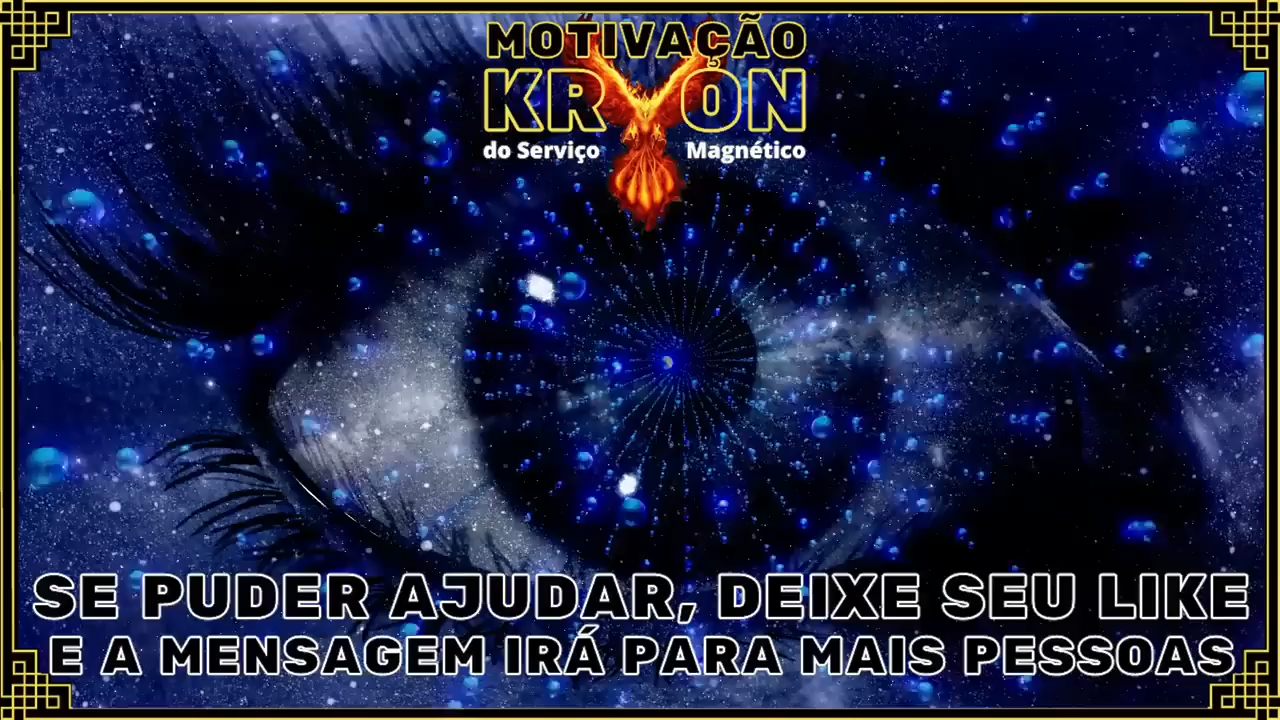 MOTIVAÇÃO
KRYON
do Serviço Magnético
SE PUDER AJUDAR, DEIXE SEU LIKE
E A MENSAGEM IRÁ PARA MAIS PESSOAS